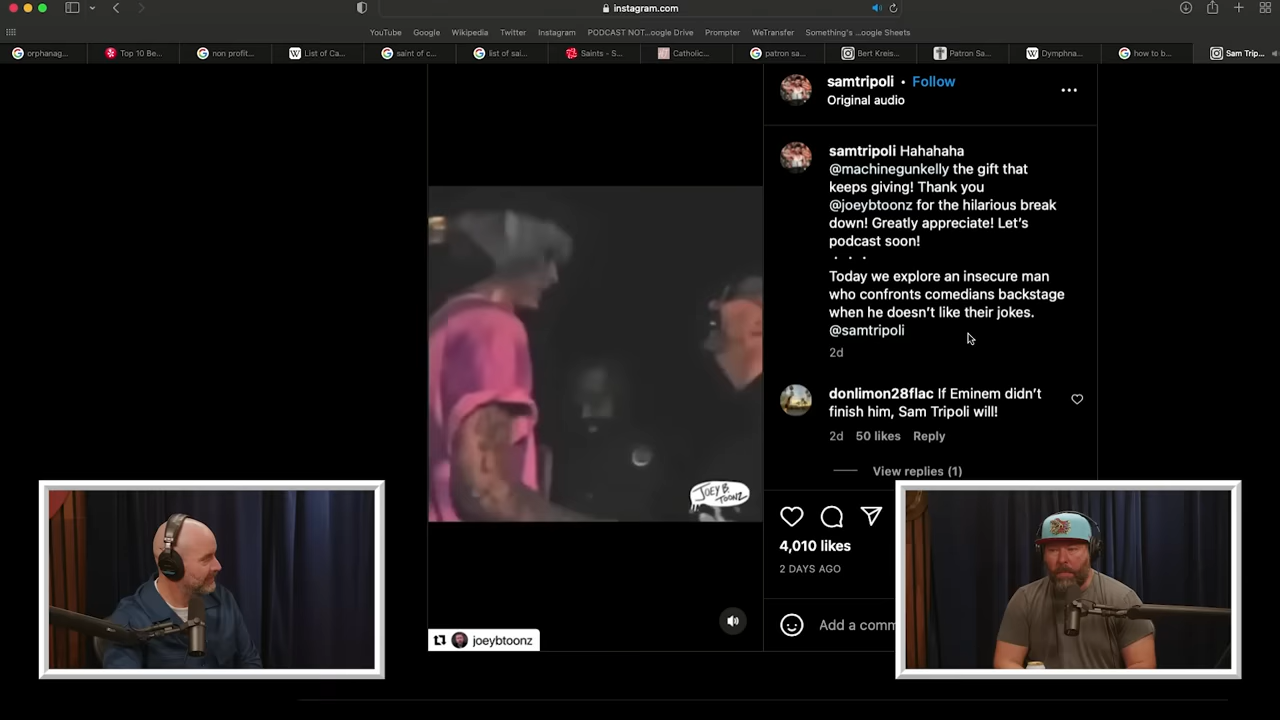 instagram.com
YouTube
Google
Wikipedia
Twitter
Instagram
PODCAST NOT...oogle Drive
Prompter
WeTransfer
Something's ...oogle Sheets
orphanag...
Top 10 Be...
non profit...
List of Ca...
saint of c...
list of sai...
Saints - S...
Catholic...
patron sa...
Bert Kreis...
Patron Sa...
Dymphna...
how to b...
Sam Trip...
samtripoli • Follow
Original audio
samtripoli Hahahaha
@machinegunkelly the gift that
keeps giving! Thank you
@joeybtoonz for the hilarious break
down! Greatly appreciate! Let's
podcast soon!
. . .
Today we explore an insecure man
who confronts comedians backstage
when he doesn't like their jokes.
@samtripoli
2d
donlimon28flac If Eminem didn't
finish him, Sam Tripoli will!
2d 50 likes Reply
View replies (1)
JOEY B.
TOONZ
4,010 likes
2 DAYS AGO
Add a comm
joeybtoonz